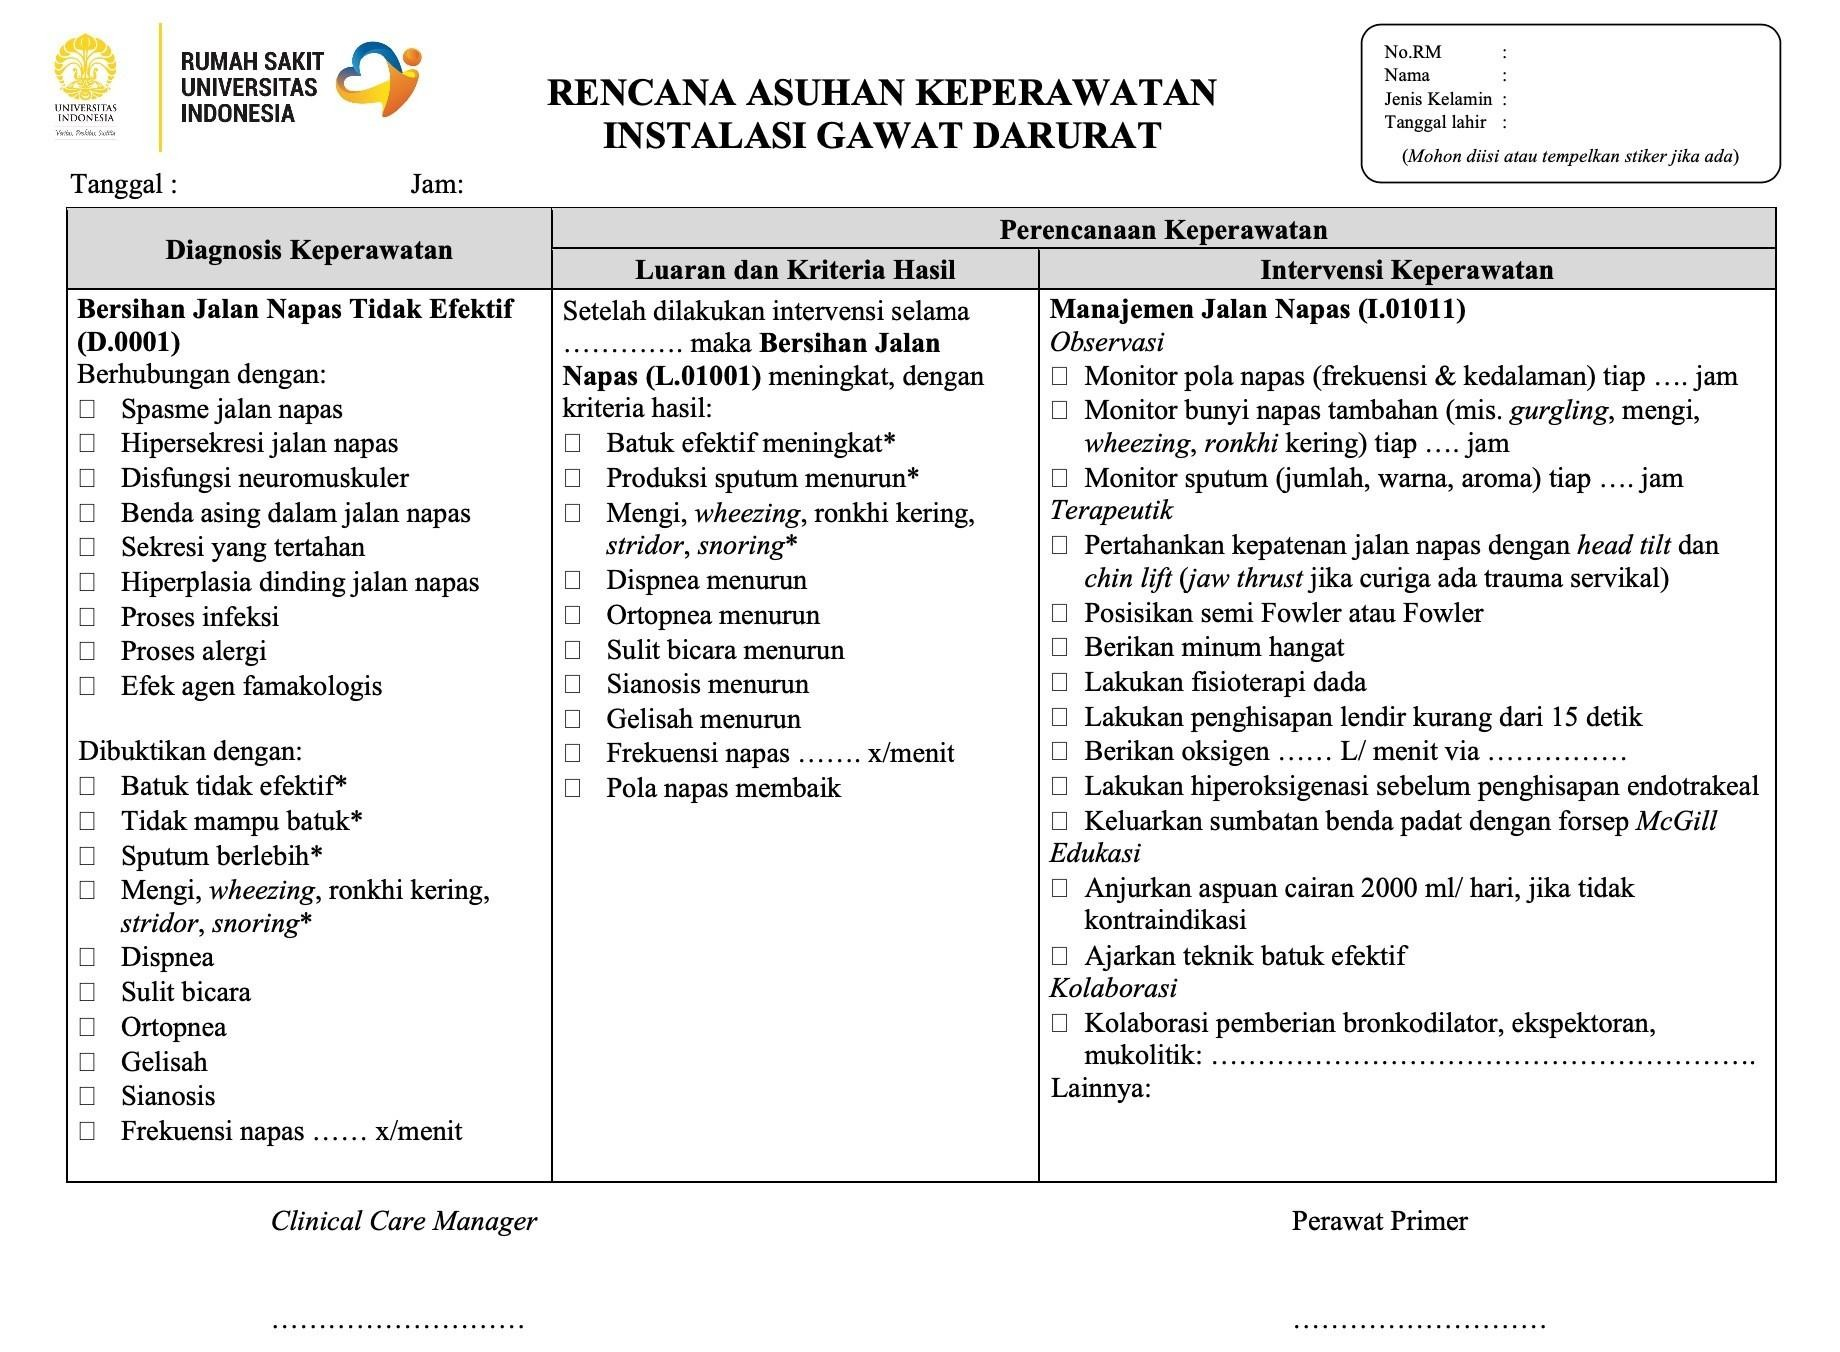 UNIVERSITAS
INDONESIA
Veritas, Probitas, Iustitia
RUMAH SAKIT
UNIVERSITAS
INDONESIA
RENCANA ASUHAN KEPERAWATAN
INSTALASI GAWAT DARURAT
No.RM :
Nama :
Jenis Kelamin :
Tanggal lahir :
(Mohon diisi atau tempelkan stiker jika ada)
Tanggal : Jam:
Diagnosis Keperawatan
Perencanaan Keperawatan
Luaran dan Kriteria Hasil
Intervensi Keperawatan
Bersihan Jalan Napas Tidak Efektif
(D.0001)
Berhubungan dengan:
☐ Spasme jalan napas
☐ Hipersekresi jalan napas
☐ Disfungsi neuromuskuler
☐ Benda asing dalam jalan napas
☐ Sekresi yang tertahan
☐ Hiperplasia dinding jalan napas
☐ Proses infeksi
☐ Proses alergi
☐ Efek agen famakologis
Dibuktikan dengan:
☐ Batuk tidak efektif*
☐ Tidak mampu batuk*
☐ Sputum berlebih*
☐ Mengi, wheezing, ronkhi kering,
stridor, snoring*
☐ Dispnea
☐ Sulit bicara
☐ Ortopnea
☐ Gelisah
☐ Sianosis
☐ Frekuensi napas …… x/menit
Setelah dilakukan intervensi selama
…………. maka Bersihan Jalan
Napas (L.01001) meningkat, dengan
kriteria hasil:
☐ Batuk efektif meningkat*
☐ Produksi sputum menurun*
☐ Mengi, wheezing, ronkhi kering,
stridor, snoring*
☐ Dispnea menurun
☐ Ortopnea menurun
☐ Sulit bicara menurun
☐ Sianosis menurun
☐ Gelisah menurun
☐ Frekuensi napas ……. x/menit
☐ Pola napas membaik
Manajemen Jalan Napas (I.01011)
Observasi
☐ Monitor pola napas (frekuensi & kedalaman) tiap …. jam
☐ Monitor bunyi napas tambahan (mis. gurgling, mengi,
wheezing, ronkhi kering) tiap …. jam
☐ Monitor sputum (jumlah, warna, aroma) tiap …. jam
Terapeutik
☐ Pertahankan kepatenan jalan napas dengan head tilt dan
chin lift (jaw thrust jika curiga ada trauma servikal)
☐ Posisikan semi Fowler atau Fowler
☐ Berikan minum hangat
☐ Lakukan fisioterapi dada
☐ Lakukan penghisapan lendir kurang dari 15 detik
☐ Berikan oksigen …… L/ menit via ……………
☐ Lakukan hiperoksigenasi sebelum penghisapan endotrakeal
☐ Keluarkan sumbatan benda padat dengan forsep McGill
Edukasi
☐ Anjurkan aspuan cairan 2000 ml/ hari, jika tidak
kontraindikasi
☐ Ajarkan teknik batuk efektif
Kolaborasi
☐ Kolaborasi pemberian bronkodilator, ekspektoran,
mukolitik: ………………………………………………….
Lainnya:
Clinical Care Manager
Perawat Primer
………………………
………………………